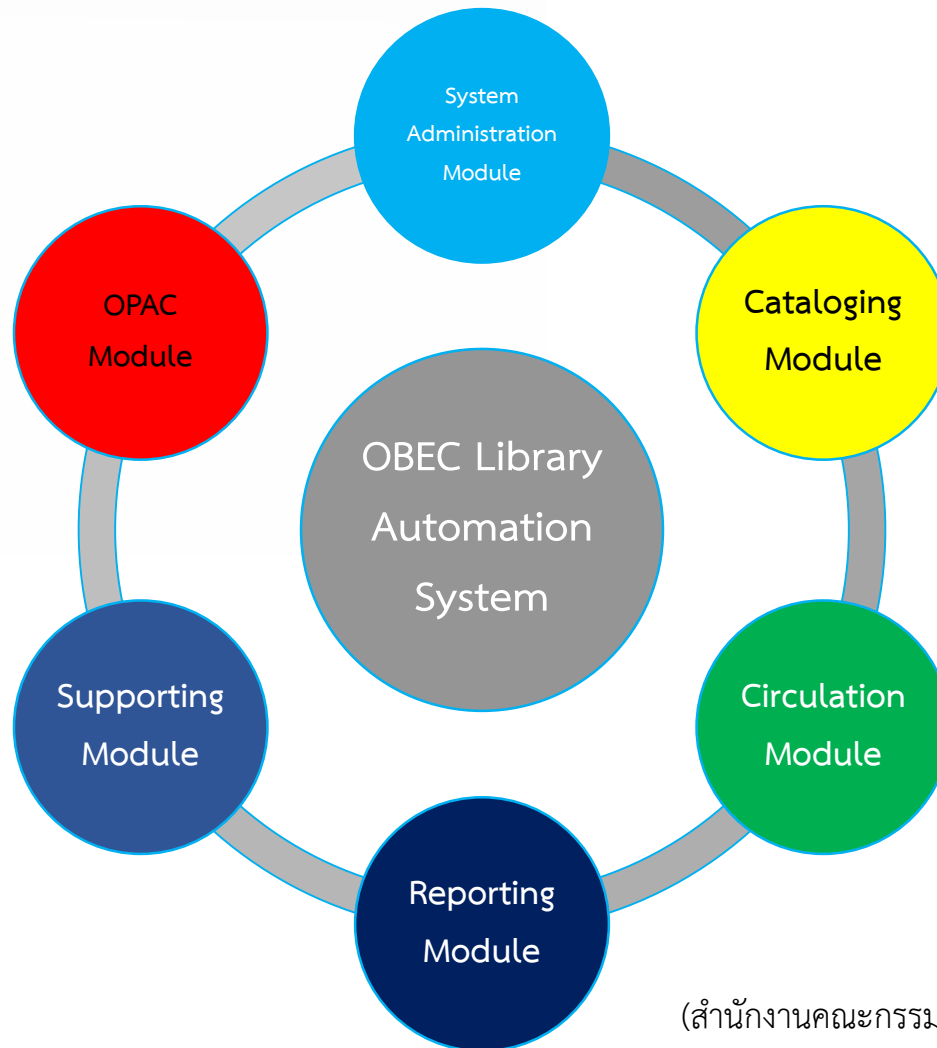 System
Administration
Module
OPAC
Module
Cataloging
Module
OBEC Library
Automation
System
Supporting
Module
Circulation
Module
Reporting
Module
(สำนักงานคณะกรรม